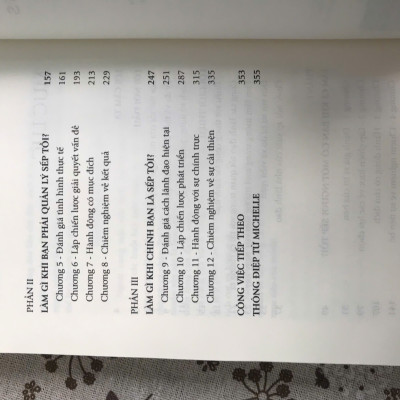 PHẦN II
LÀM GÌ KHI BẠN PHẢI QUẢN LÝ SẾP TỒI? 157
Chương 5 - Đánh giá tình hình thực tế 161
Chương 6 - Lập chiến lược giải quyết vấn đề 193
Chương 7 - Hành động có mục đích 213
Chương 8 - Chiêm nghiệm về kết quả 229
PHẦN III
LÀM GÌ KHI CHÍNH BẠN LÀ SẾP TỒI? 247
Chương 9 - Đánh giá cách lãnh đạo hiện tại 251
Chương 10 - Lập chiến lược phát triển 287
Chương 11 - Hành động với sự chính trực 315
Chương 12 - Chiêm nghiệm về sự cải thiện 335
CÔNG VIỆC TIẾP THEO 353
THÔNG ĐIỆP TỪ MICHELLE 355